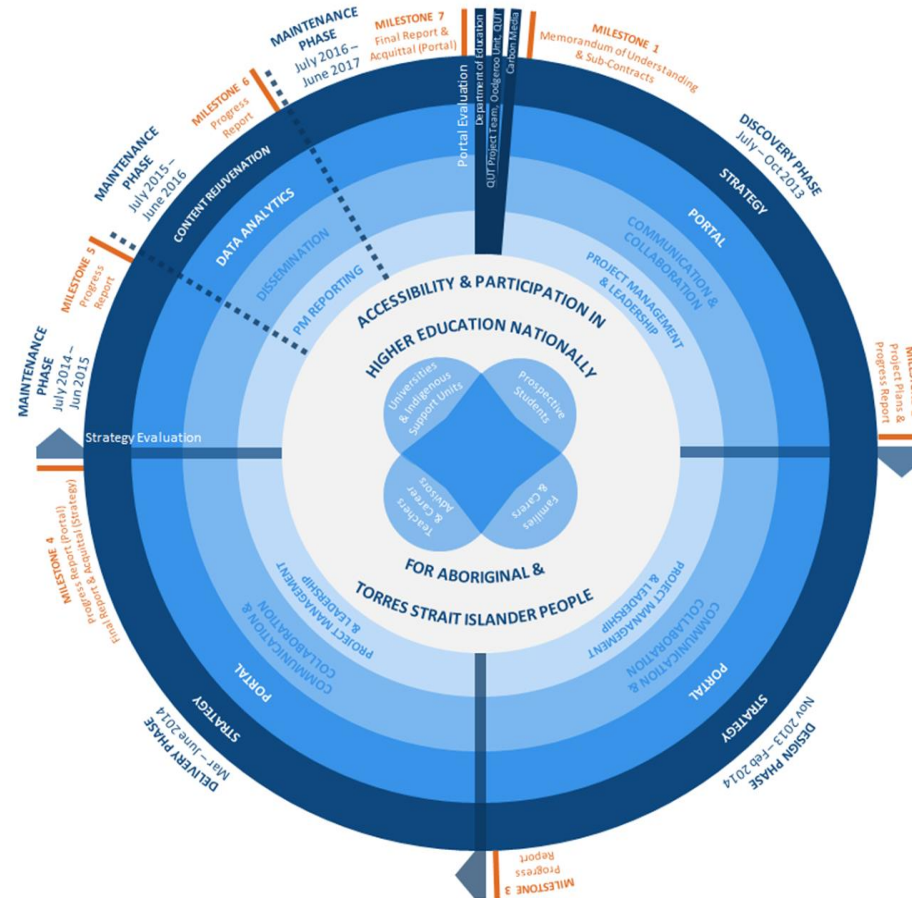 MILESTONE 7
Final Report &
Acquittal (Portal)
Portal Evaluation
Department of Education
QUT Project Team, Oodgeroo Unit, QUT
Carbon Media
MILESTONE 1
Memorandum of Understanding
& Sub-Contracts
DISCOVERY PHASE
July – Oct 2013
STRATEGY
PORTAL
COMMUNICATION &
COLLABORATION
PROJECT MANAGEMENT
& LEADERSHIP
Project Plans &
Progress Report
DESIGN PHASE
Nov 2013 – Feb 2014
STRATEGY
PORTAL
COMMUNICATION &
COLLABORATION
PROJECT MANAGEMENT
& LEADERSHIP
MILESTONE 3
Progress
Report
DELIVERY PHASE
Mar – June 2014
STRATEGY
PORTAL
COMMUNICATION &
COLLABORATION
PROJECT MANAGEMENT
& LEADERSHIP
MILESTONE 4
Progress Report (Portal)
Final Report & Acquittal (Strategy)
Strategy Evaluation
MAINTENANCE
PHASE
July 2014 –
Jun 2015
MILESTONE 5
Progress
Report
MAINTENANCE
PHASE
July 2015 –
June 2016
MILESTONE 6
Progress
Report
MAINTENANCE
PHASE
July 2016 –
June 2017
CONTENT REJUVENATION
DATA ANALYTICS
DISSEMINATION
PM REPORTING
ACCESSIBILITY & PARTICIPATION IN
HIGHER EDUCATION NATIONALLY
Universities
& Indigenous
Support Units
Prospective
Students
Teachers
& Career
Advisors
Families
& Carers
FOR ABORIGINAL &
TORRES STRAIT ISLANDER PEOPLE